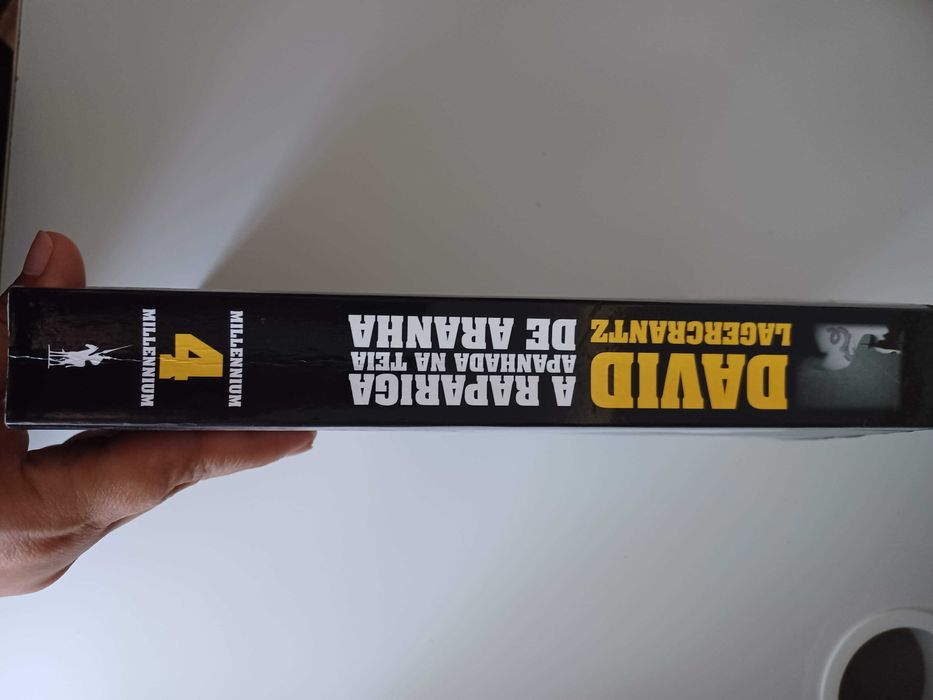 DAVID
LAGERCRANTZ
A RAPARIGA
APANHADA NA TEIA
DE ARANHA
MILLENNIUM
4
MILLENNIUM